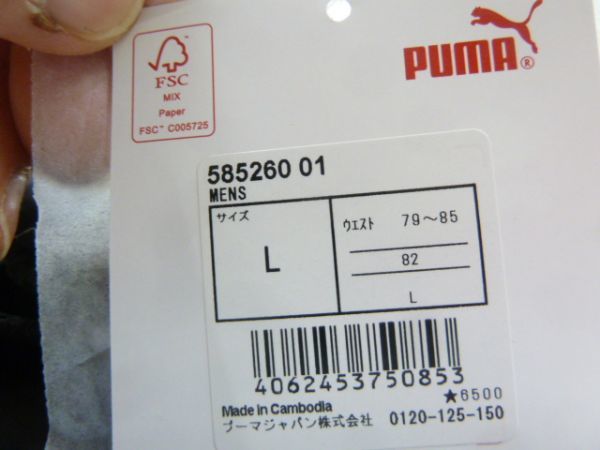 PUMA®
FSC
MIX
Paper
FSC™ C005725
585260 01
MENS
サイズ
L
ウエスト 79～85
82
L
4062453750853
★6500
Made in Cambodia
プーマジャパン株式会社 0120-125-150